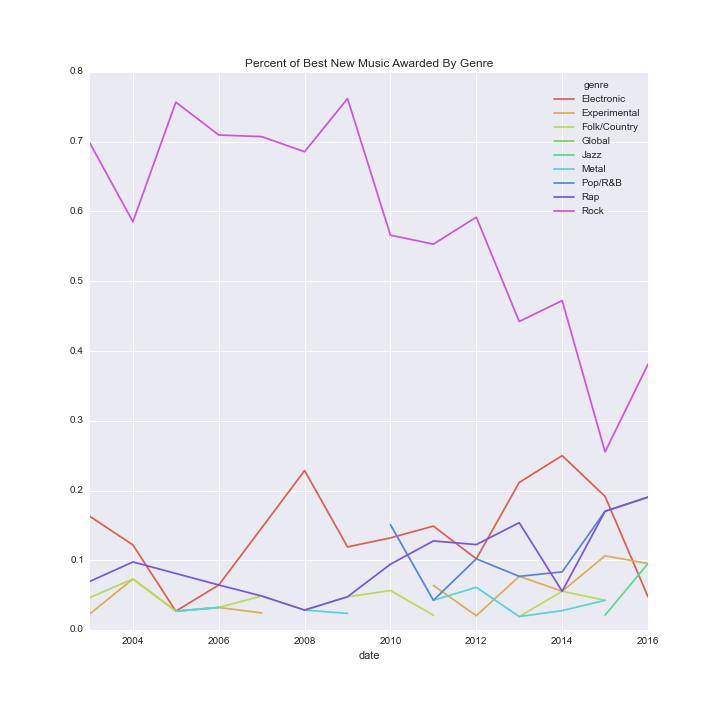 Percent of Best New Music Awarded By Genre
0.8
0.7
0.6
0.5
0.4
0.3
0.2
0.1
0.0
genre
Electronic
Experimental
Folk/Country
Global
Jazz
Metal
Pop/R&B
Rap
Rock
2004 2006 2008 2010 2012 2014 2016
date